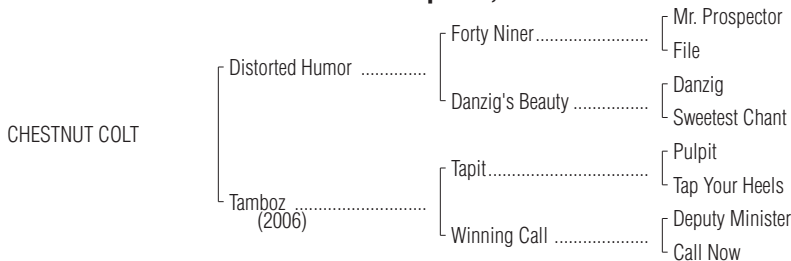 Mr. Prospector
Forty Niner
File
Distorted Humor
Danzig
Danzig's Beauty
Sweetest Chant
CHESTNUT COLT
Pulpit
Tapit
Tap Your Heels
Tamboz
(2006)
Deputy Minister
Winning Call
Call Now